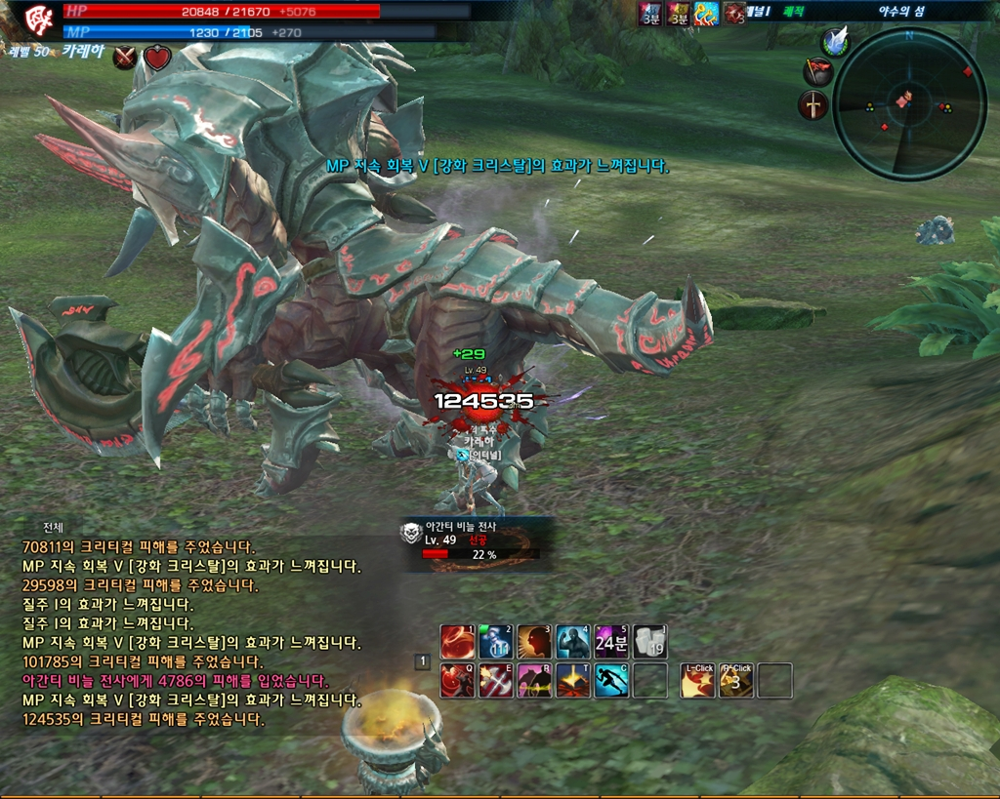 HP 20848 / 21670 +5076
MP 1230 / 2105 +270
레벨 50 카레하
3분
3분
쾌적
야수의 섬
N
MP 지속 회복 V [강화 크리스탈]의 효과가 느껴집니다.
+29
Lv. 49
124535
카레하
아간티 비늘 전사
Lv. 49 선공
22 %
전체
70811의 크리티컬 피해를 주었습니다.
MP 지속 회복 V [강화 크리스탈]의 효과가 느껴집니다.
29598의 크리티컬 피해를 주었습니다.
질주 I의 효과가 느껴집니다.
질주 I의 효과가 느껴집니다.
MP 지속 회복 V [강화 크리스탈]의 효과가 느껴집니다.
101785의 크리티컬 피해를 주었습니다.
아간티 비늘 전사에게 4786의 피해를 입었습니다.
MP 지속 회복 V [강화 크리스탈]의 효과가 느껴집니다.
124535의 크리티컬 피해를 주었습니다.
1 2 3 4 5
111 24분 19
1
Q E R T C L-Click R-Click
3